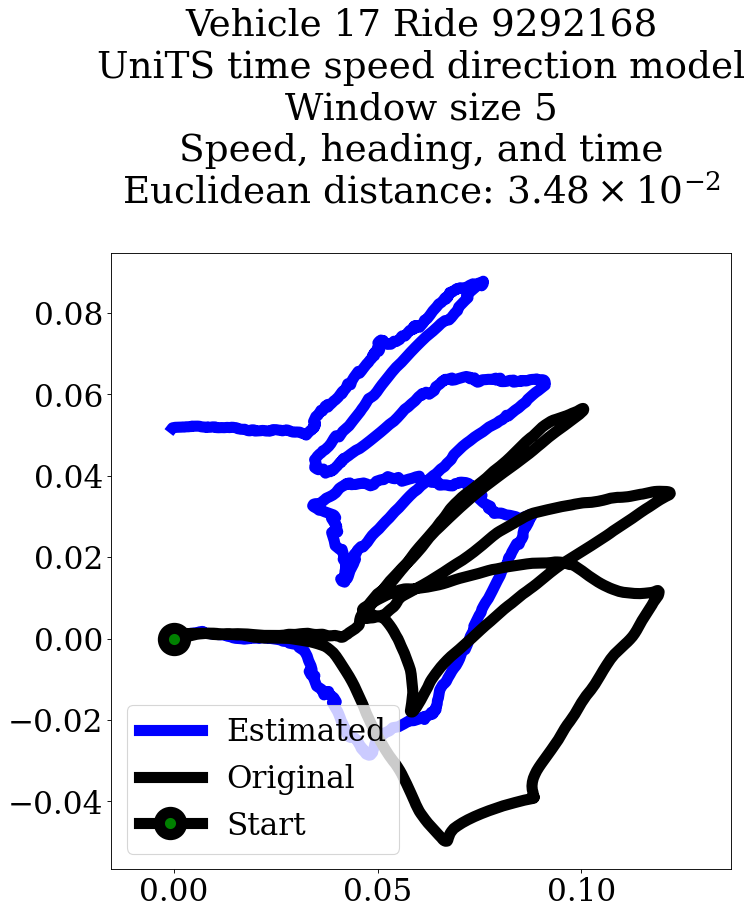 Vehicle 17 Ride 9292168
UniTS time speed direction model
Window size 5
Speed, heading, and time
Euclidean distance: 3.48 × 10⁻²
0.08
0.06
0.04
0.02
0.00
−0.02
−0.04
Estimated
Original
Start
0.00 0.05 0.10